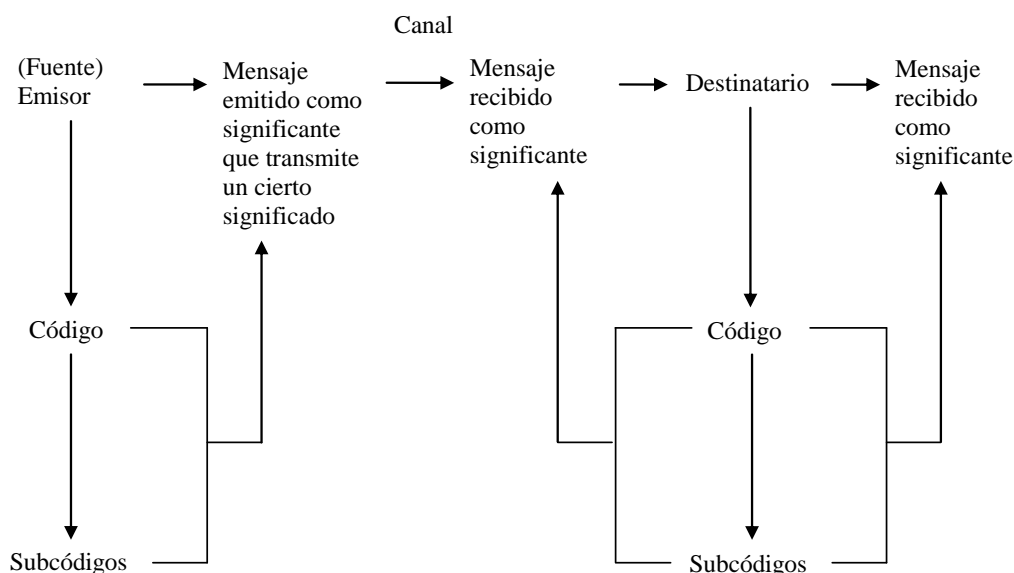 Canal
(Fuente)
Emisor
Mensaje
emitido como
significante
que transmite
un cierto
significado
Mensaje
recibido
como
significante
Destinatario
Mensaje
recibido
como
significante
Código
Código
Subcódigos
Subcódigos